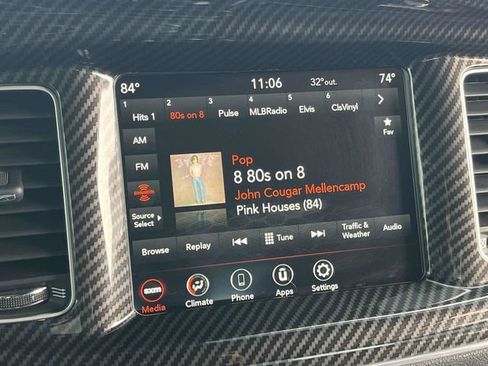 84° 11:06 32°out. 74°
1 2 3 4 5 6
Hits 1 80s on 8 Pulse MLBRadio Elvis ClsVinyl
AM
Fav
FM
Pop
8 80s on 8
John Cougar Mellencamp
Pink Houses (84)
Source
Select
Browse Replay Tune Traffic & Weather Audio
sxm
Media Climate Phone Apps Settings